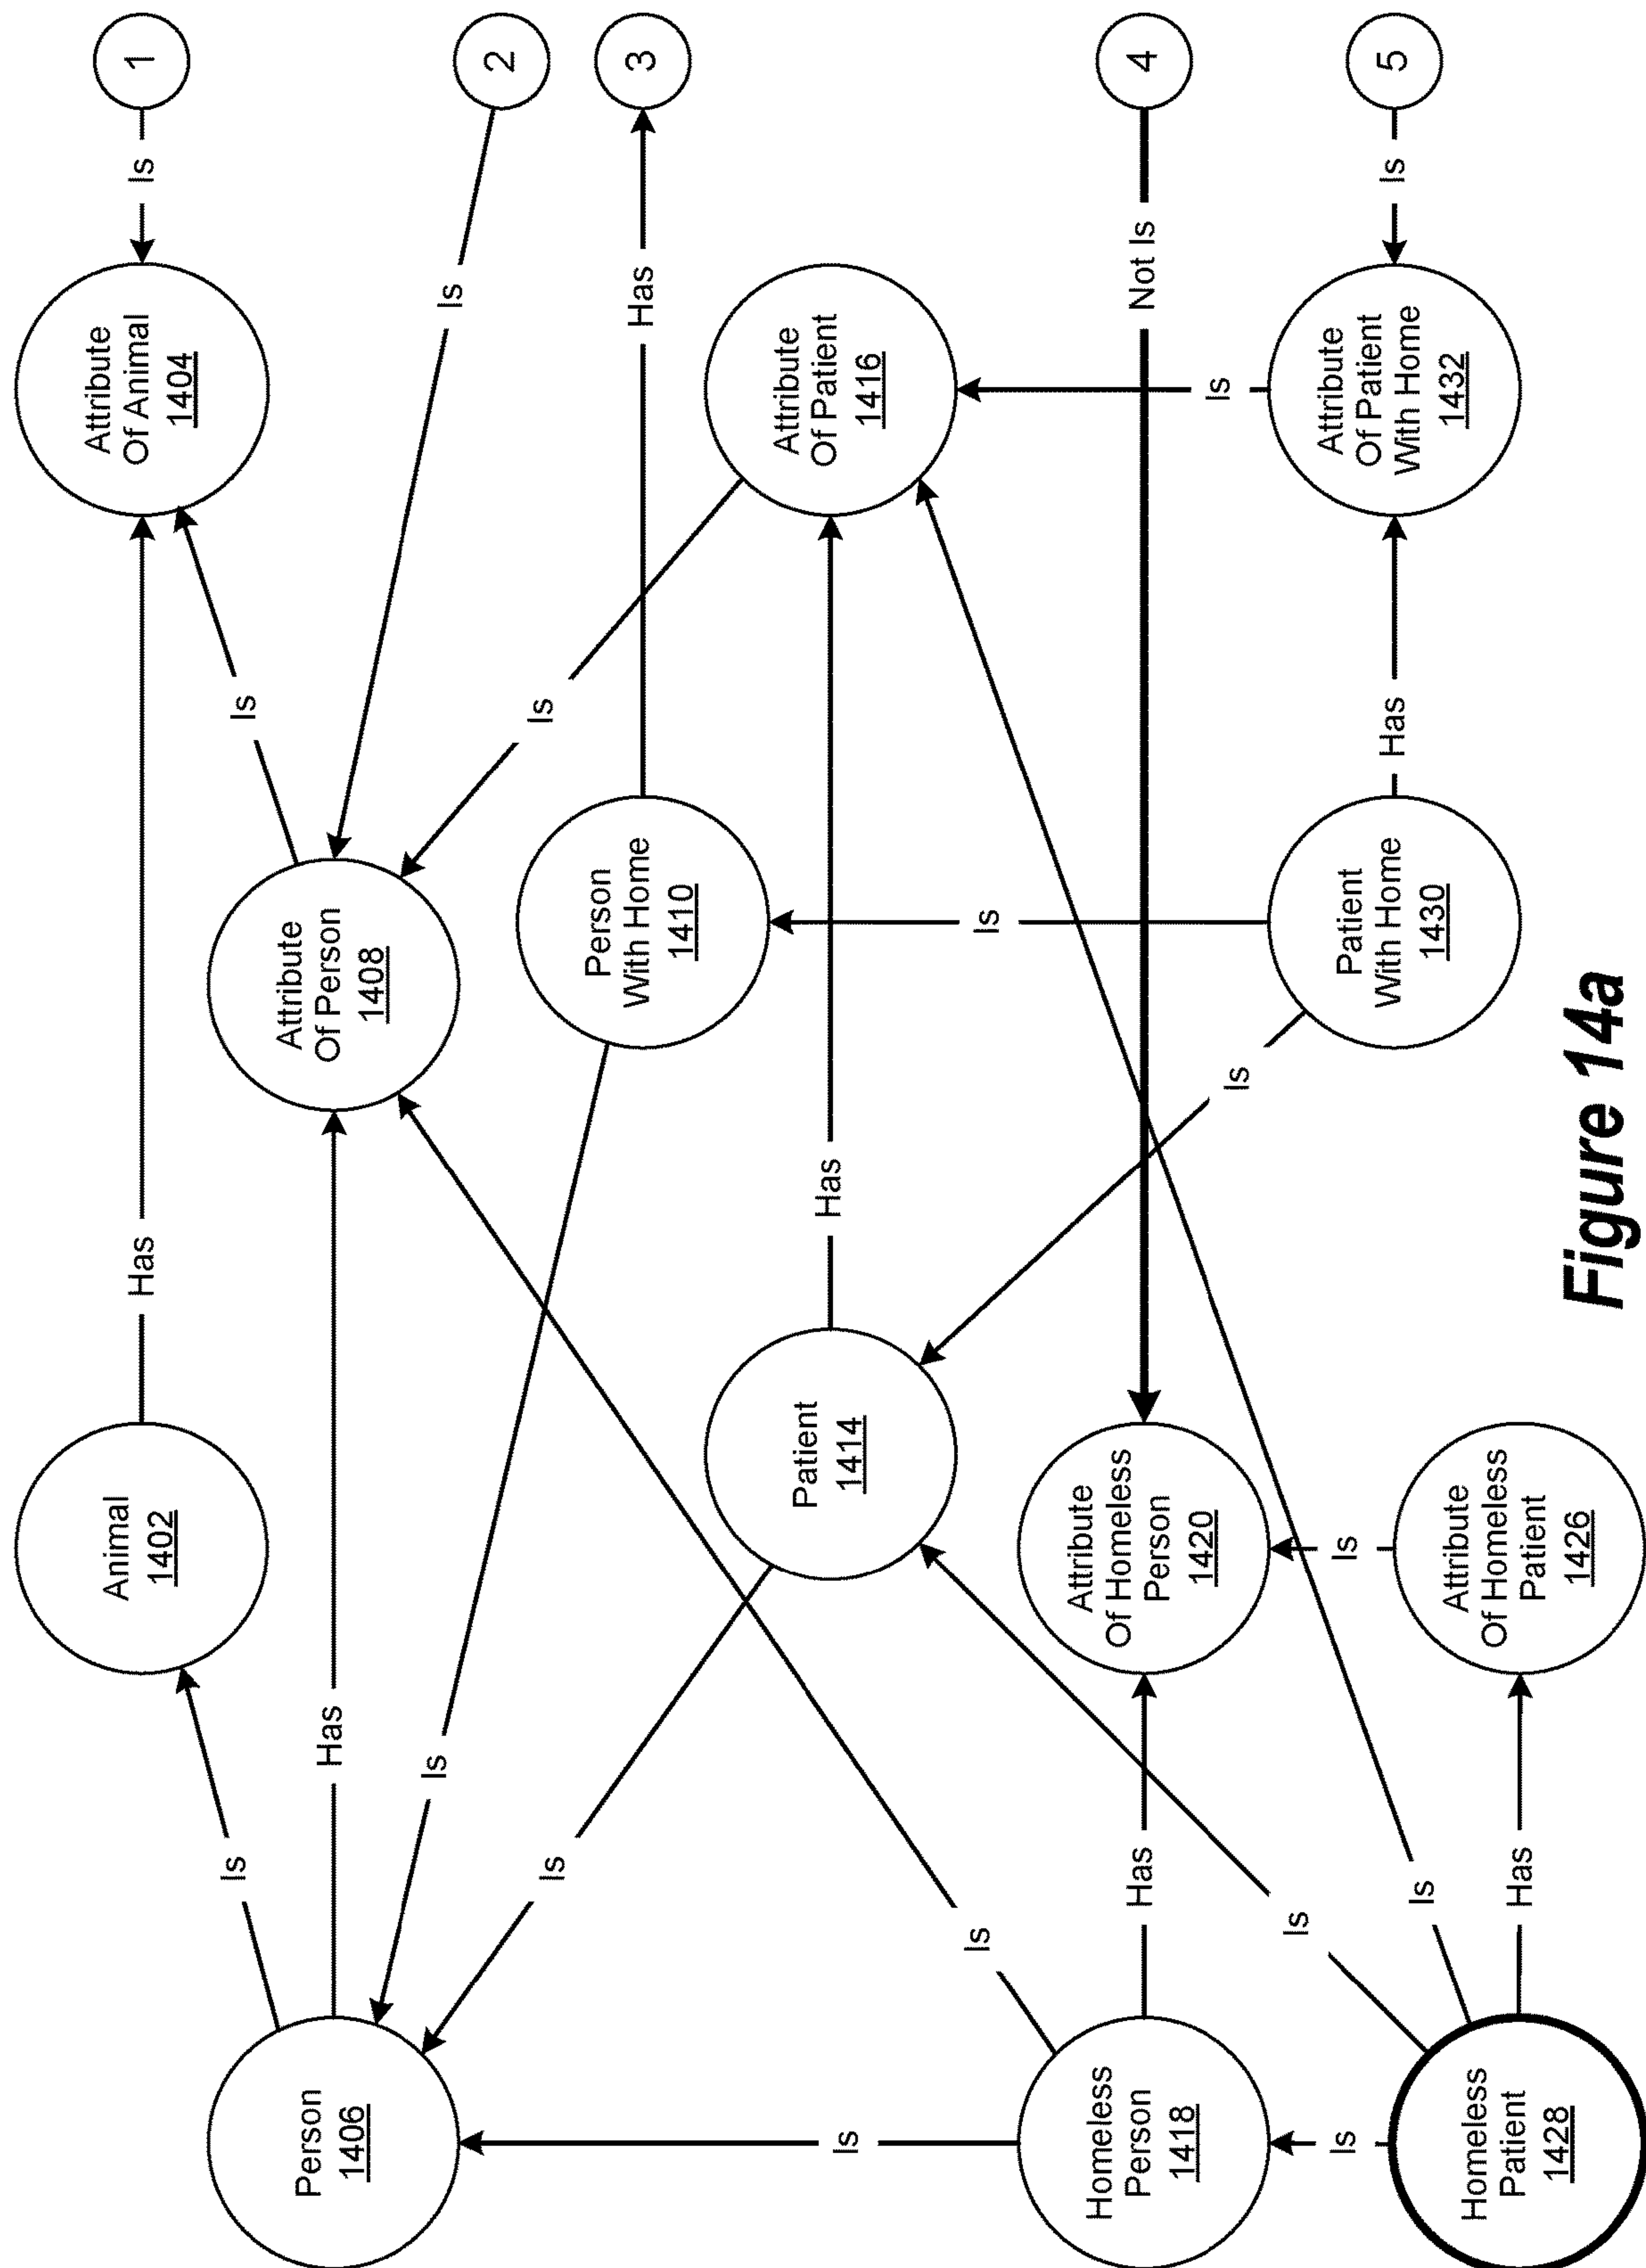 Animal
1402
Has
Attribute
Of Animal
1404
Is
1
Is
Is
Person
1406
Has
Attribute
Of Person
1408
Is
Is
2
Is
Is
Person
With Home
1410
Has
3
Is
Patient
1414
Has
Attribute
Of Patient
1416
Is
Is
Homeless
Person
1418
Has
Attribute
Of Homeless
Person
1420
Not Is
4
Is
Is
Is
Is
Is
Patient
With Home
1430
Has
Attribute
Of Patient
With Home
1432
Is
5
Is
Homeless
Patient
1428
Has
Attribute
Of Homeless
Patient
1426
Figure 14a